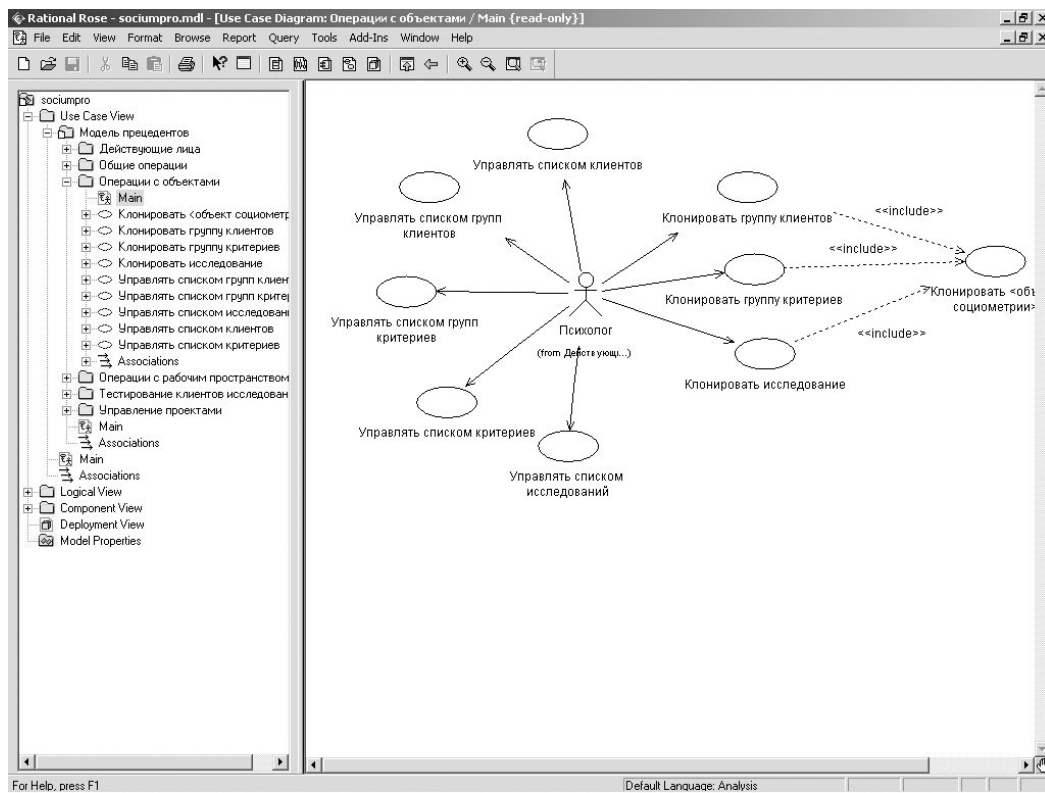 Rational Rose - sociumpro.mdl - [Use Case Diagram: Операции с объектами / Main {read-only}]
File Edit View Format Browse Report Query Tools Add-Ins Window Help
sociumpro
Use Case View
Модель прецедентов
Действующие лица
Общие операции
Операции с объектами
Main
Клонировать <объект социометр
Клонировать группу клиентов
Клонировать группу критериев
Клонировать исследование
Управлять списком групп клиен
Управлять списком групп крите
Управлять списком исследован
Управлять списком клиентов
Управлять списком критериев
Associations
Операции с рабочим пространством
Тестирование клиентов исследован
Управление проектами
Main
Associations
Main
Associations
Logical View
Component View
Deployment View
Model Properties
Управлять списком клиентов
Управлять списком групп
клиентов
Клонировать группу клиентов
<<include>>
<<include>>
Управлять списком групп
критериев
Психолог
(from Действующи...)
Клонировать группу критериев
Клонировать <объ
социометрии>
<<include>>
Клонировать исследование
Управлять списком критериев
Управлять списком
исследований
For Help, press F1
Default Language: Analysis